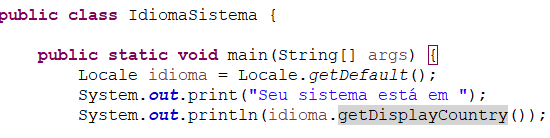 public class IdiomaSistema {
public static void main(String[] args) {
Locale idioma = Locale.getDefault();
System.out.print("Seu sistema está em ");
System.out.println(idioma.getDisplayCountry());